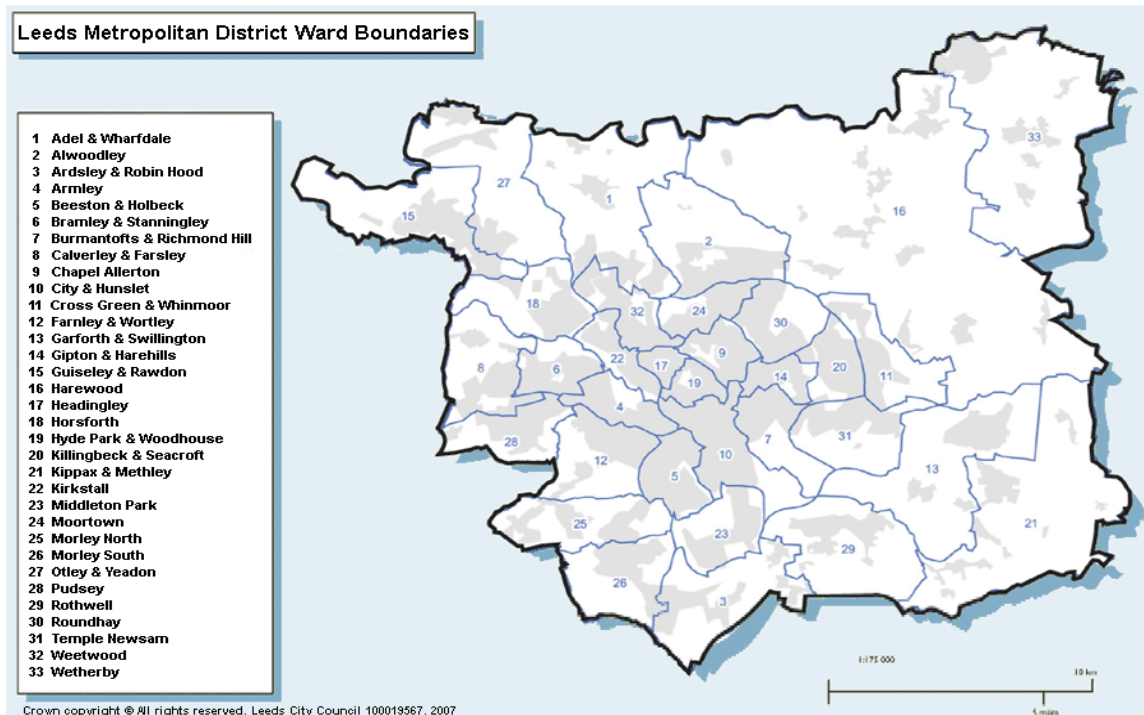 Leeds Metropolitan District Ward Boundaries
1 Adel & Wharfdale
2 Alwoodley
3 Ardsley & Robin Hood
4 Armley
5 Beeston & Holbeck
6 Bramley & Stanningley
7 Burmantofts & Richmond Hill
8 Calverley & Farsley
9 Chapel Allerton
10 City & Hunslet
11 Cross Green & Whinmoor
12 Farnley & Wortley
13 Garforth & Swillington
14 Gipton & Harehills
15 Guiseley & Rawdon
16 Harewood
17 Headingley
18 Horsforth
19 Hyde Park & Woodhouse
20 Killingbeck & Seacroft
21 Kippax & Methley
22 Kirkstall
23 Middleton Park
24 Moortown
25 Morley North
26 Morley South
27 Otley & Yeadon
28 Pudsey
29 Rothwell
30 Roundhay
31 Temple Newsam
32 Weetwood
33 Wetherby
33
27
1
16
15
2
18
32
24
30
22
17
9
8
6
20
14
11
19
4
28
7
31
12
10
13
5
25
23
29
21
26
3
1:175 000
10 km
5 miles
Crown copyright © All rights reserved. Leeds City Council 100019567, 2007